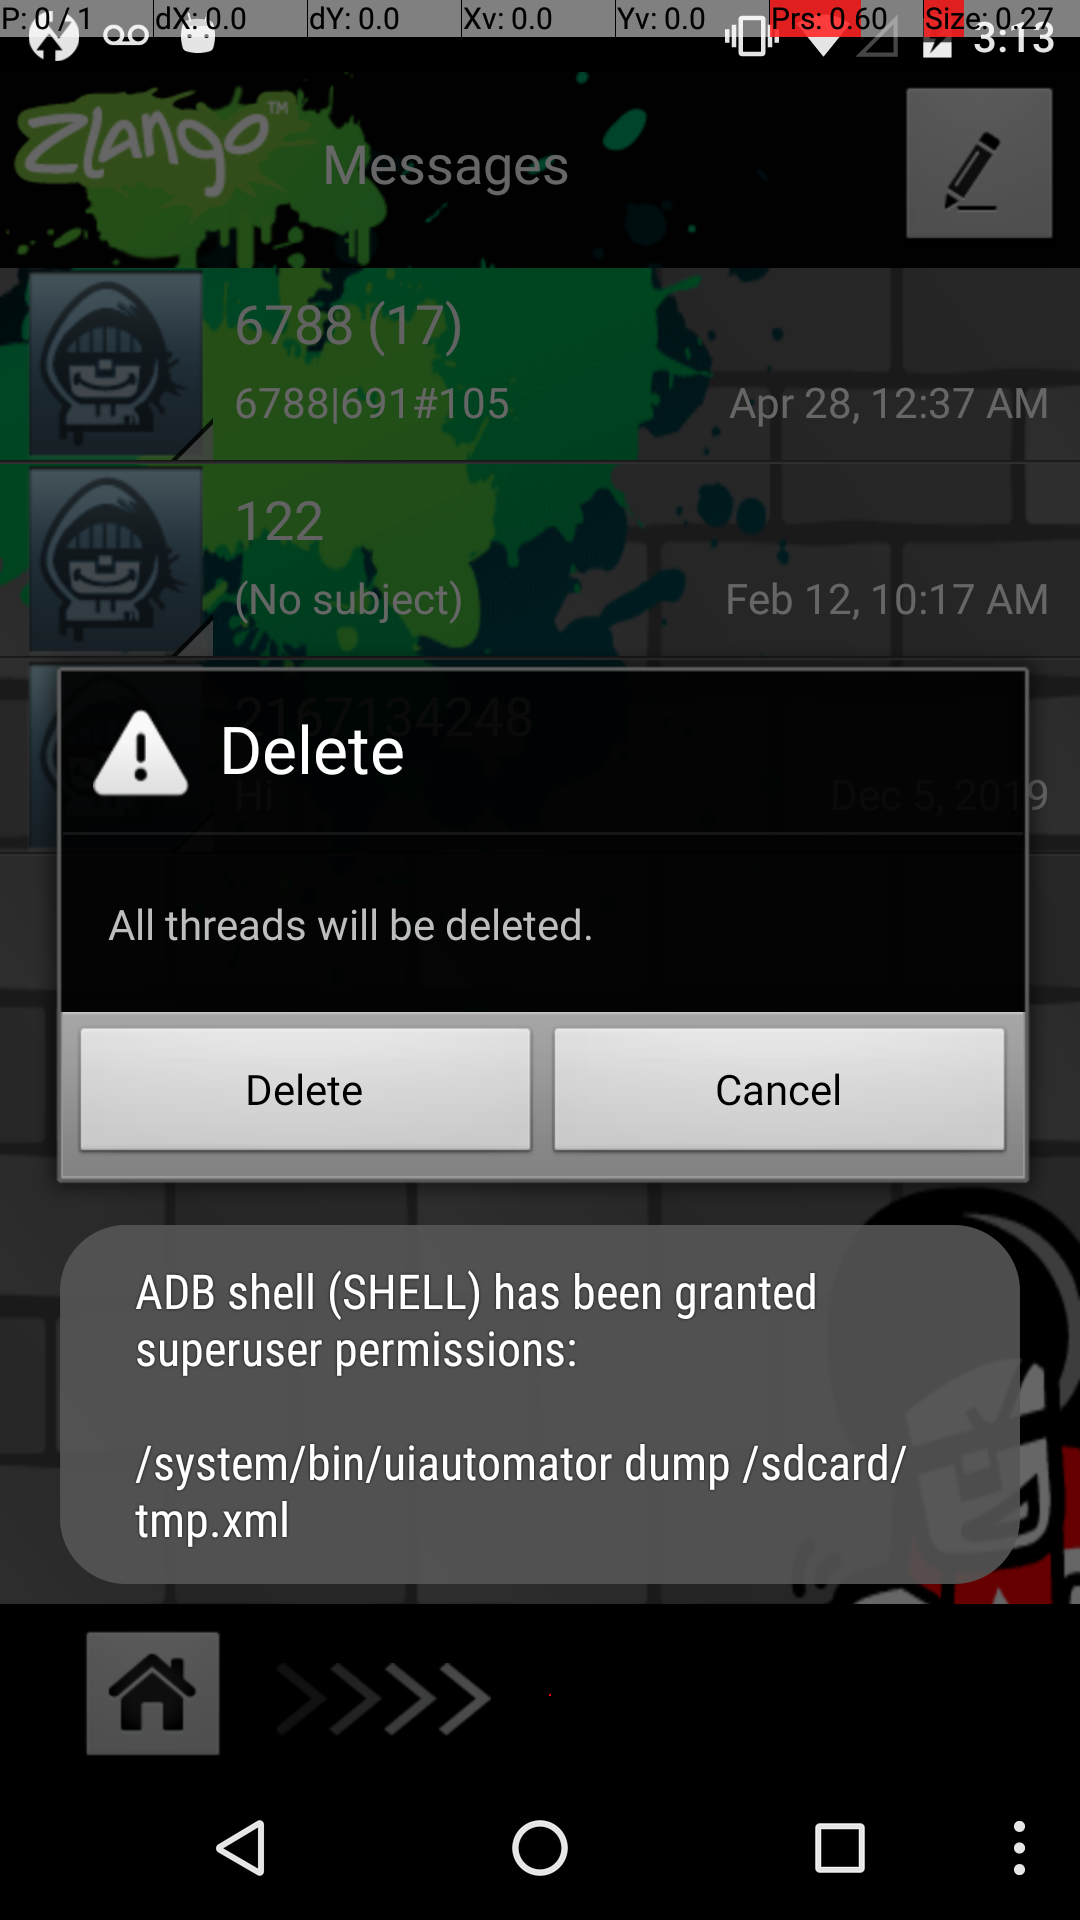 P: 0 / 1 dX: 0.0 dY: 0.0 Xv: 0.0 Yv: 0.0 Prs: 0.60 Size: 0.27
3:13
Zlango™ Messages
6788 (17)
6788|691#105 Apr 28, 12:37 AM
122
(No subject) Feb 12, 10:17 AM
2167134248
Hi Dec 5, 2019
Delete
All threads will be deleted.
Delete Cancel
ADB shell (SHELL) has been granted
superuser permissions:
/system/bin/uiautomator dump /sdcard/
tmp.xml